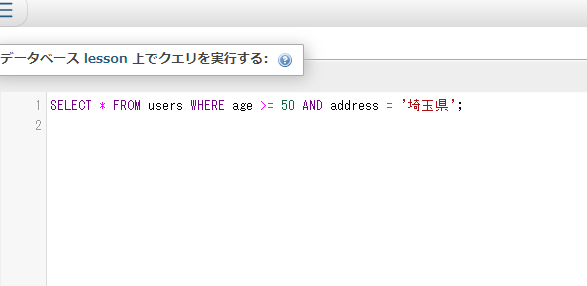 データベース lesson 上でクエリを実行する:
1 SELECT * FROM users WHERE age >= 50 AND address = '埼玉県';
2